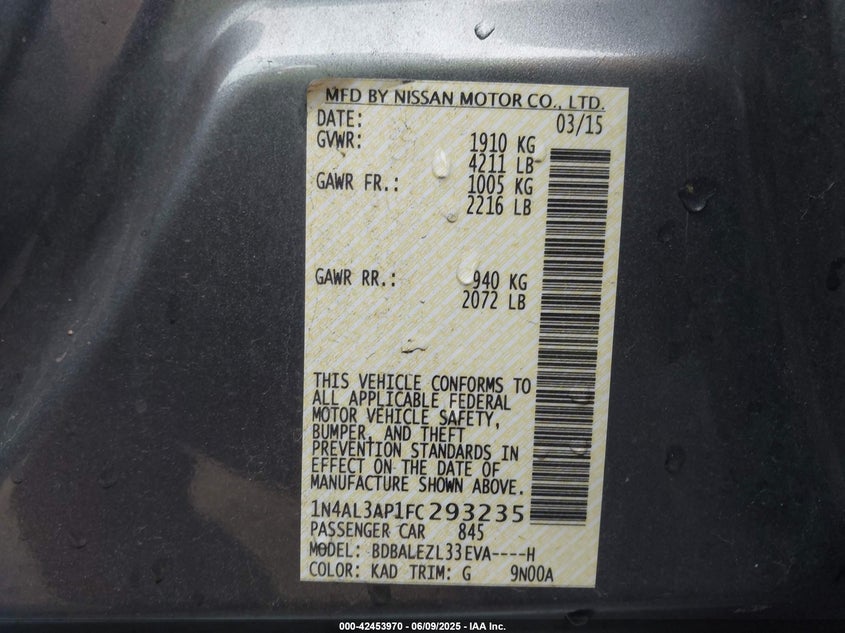 MFD BY NISSAN MOTOR CO., LTD.
DATE: 03/15
GVWR: 1910 KG
4211 LB
GAWR FR.: 1005 KG
2216 LB
GAWR RR.: 940 KG
2072 LB
THIS VEHICLE CONFORMS TO
ALL APPLICABLE FEDERAL
MOTOR VEHICLE SAFETY,
BUMPER, AND THEFT
PREVENTION STANDARDS IN
EFFECT ON THE DATE OF
MANUFACTURE SHOWN ABOVE.
1N4AL3AP1FC293235
PASSENGER CAR 845
MODEL: BDBALEZL33EVA----H
COLOR: KAD TRIM: G 9N00A
000-42453970 - 06/09/2025 - IAA Inc.